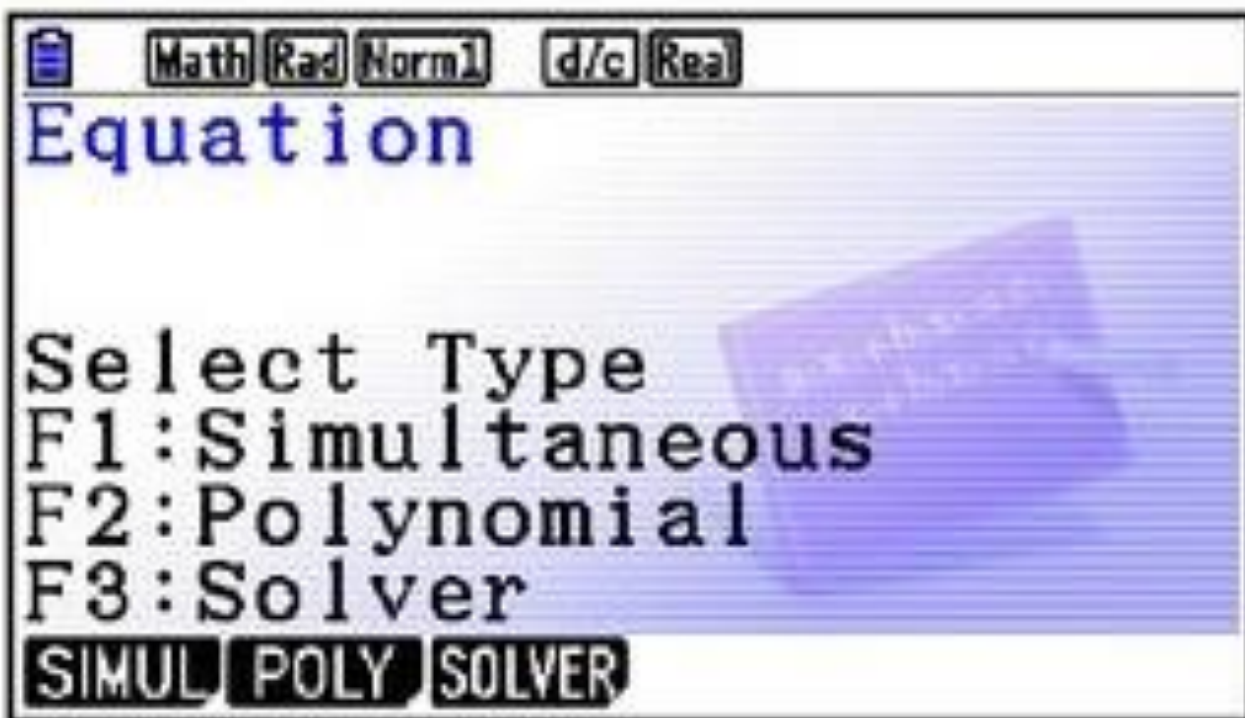 Math Rad Norm1 d/c Real
Equation
Select Type
F1:Simultaneous
F2:Polynomial
F3:Solver
SIMUL POLY SOLVER